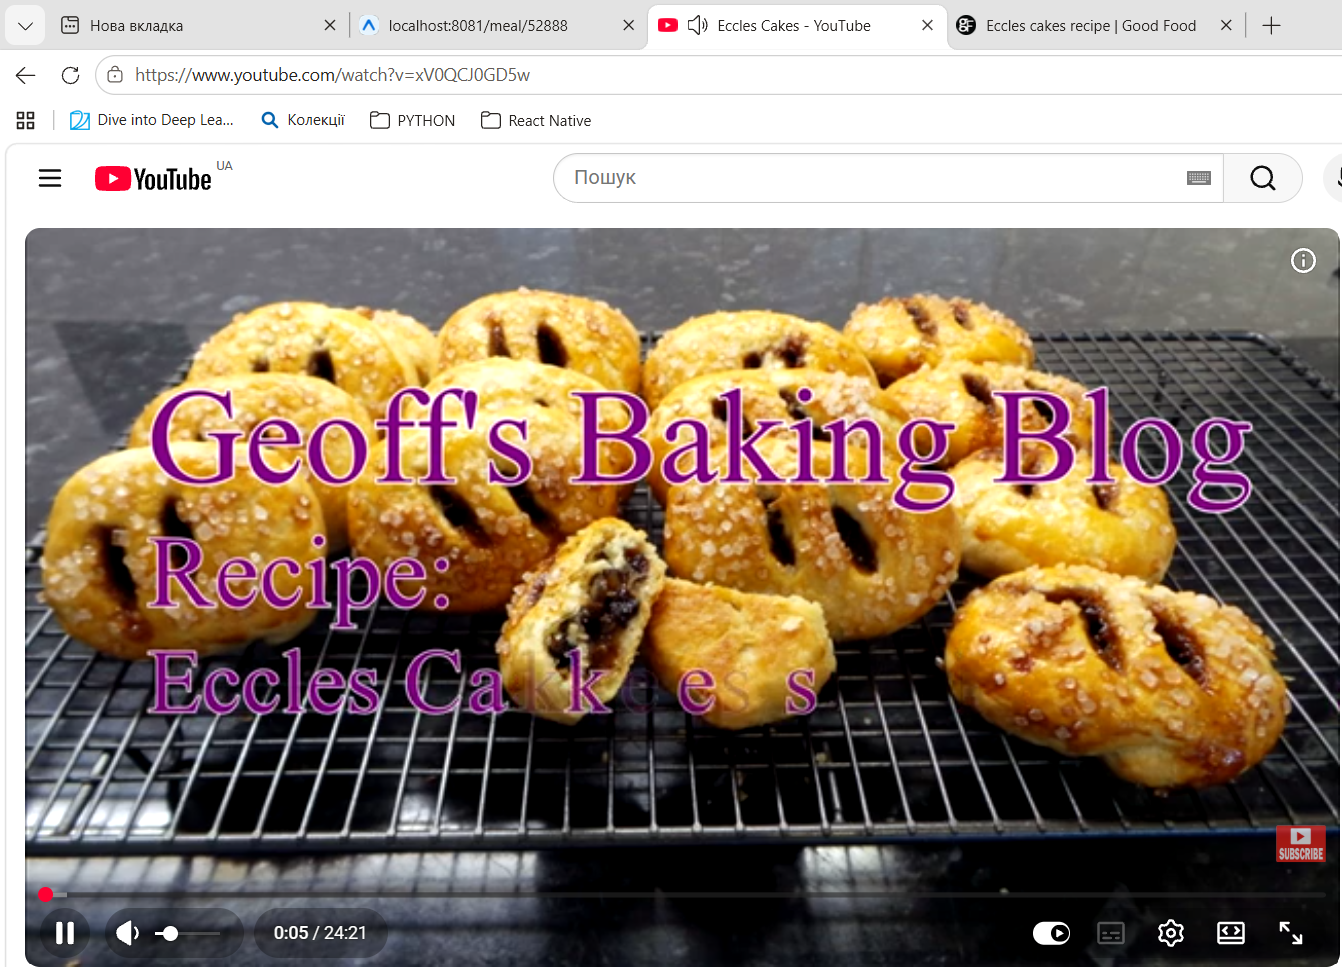 Нова вкладка
localhost:8081/meal/52888
Eccles Cakes - YouTube
Eccles cakes recipe | Good Food
https://www.youtube.com/watch?v=xV0QCJ0GD5w
Dive into Deep Lea...
Колекції
PYTHON
React Native
YouTube UA
Пошук
Geoff's Baking Blog
Recipe:
Eccles Cakes
SUBSCRIBE
0:05 / 24:21